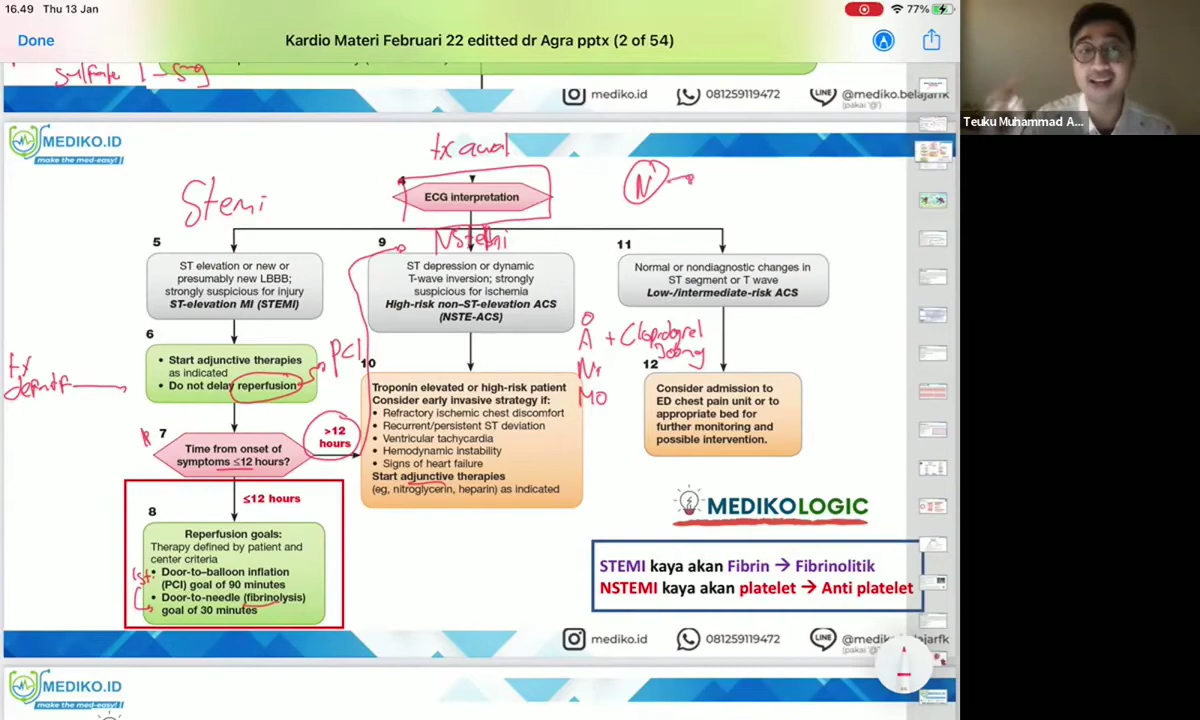 16.49 Thu 13 Jan
77%
Done
Kardio Materi Februari 22 editted dr Agra pptx (2 of 54)
sulfate 1-5mg
mediko.id
081259119472
@mediko.belajarfk
(pakai '@')
Teuku Muhammad A...
MEDIKO.ID
make the med-easy!
tx awal
4
ECG interpretation
N
Stemi
NStemi
5
ST elevation or new or
presumably new LBBB;
strongly suspicious for injury
ST-elevation MI (STEMI)
9
ST depression or dynamic
T-wave inversion; strongly
suspicious for ischemia
High-risk non–ST-elevation ACS
(NSTE-ACS)
11
Normal or nondiagnostic changes in
ST segment or T wave
Low-/intermediate-risk ACS
6
• Start adjunctive therapies
as indicated
• Do not delay reperfusion
PCI
tx
definitf
O
A + Clopidogrel
300mg
N
MO
7
Time from onset of
symptoms ≤12 hours?
>12
hours
10
Troponin elevated or high-risk patient
Consider early invasive strategy if:
• Refractory ischemic chest discomfort
• Recurrent/persistent ST deviation
• Ventricular tachycardia
• Hemodynamic instability
• Signs of heart failure
Start adjunctive therapies
(eg, nitroglycerin, heparin) as indicated
12
Consider admission to
ED chest pain unit or to
appropriate bed for
further monitoring and
possible intervention.
≤12 hours
8
Reperfusion goals:
Therapy defined by patient and
center criteria
1st
• Door-to–balloon inflation
(PCI) goal of 90 minutes
• Door-to-needle (fibrinolysis)
goal of 30 minutes
MEDIKOLOGIC
STEMI kaya akan Fibrin → Fibrinolitik
NSTEMI kaya akan platelet → Anti platelet
mediko.id
081259119472
MEDIKO.ID
make the med-easy!